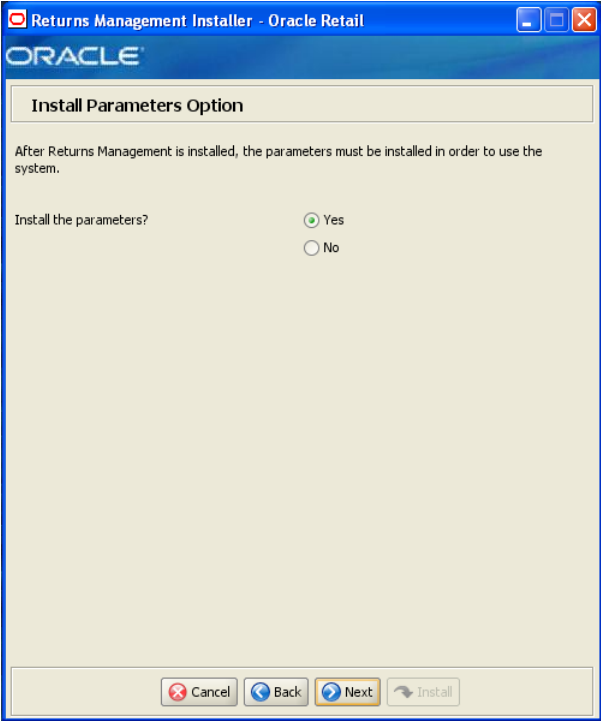 Returns Management Installer - Oracle Retail
ORACLE
Install Parameters Option
After Returns Management is installed, the parameters must be installed in order to use the
system.
Install the parameters? Yes
No
Cancel Back Next Install